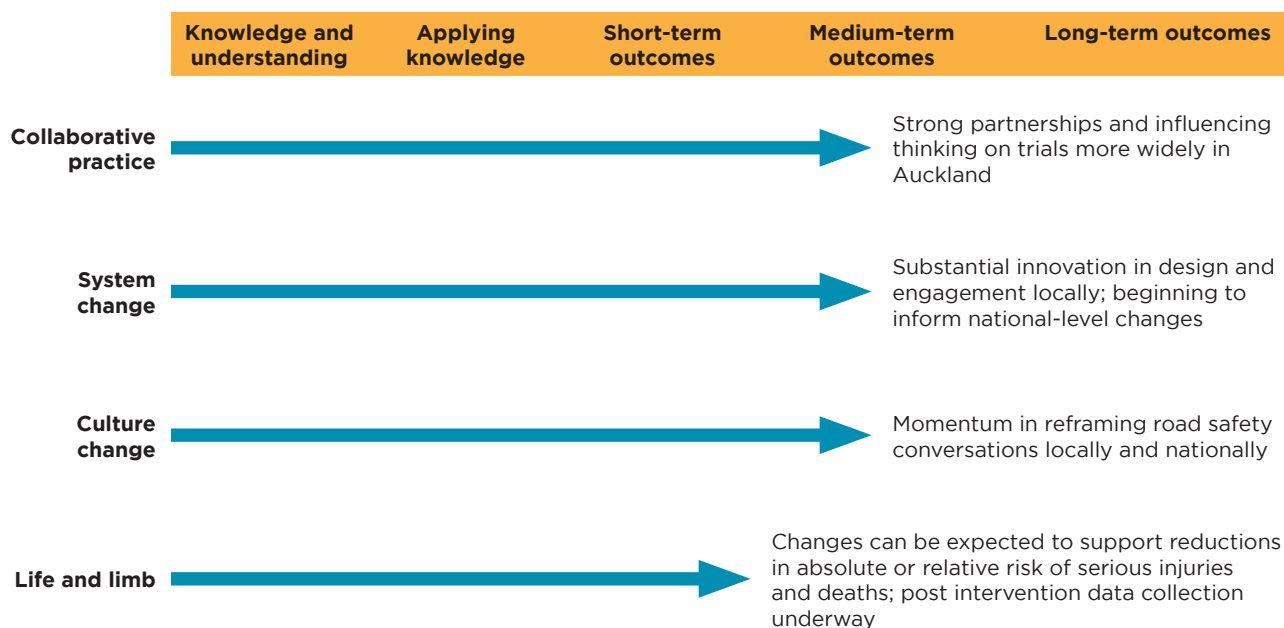 Knowledge and
understanding
Applying
knowledge
Short-term
outcomes
Medium-term
outcomes
Long-term outcomes
Collaborative
practice
Strong partnerships and influencing
thinking on trials more widely in
Auckland
System
change
Substantial innovation in design and
engagement locally; beginning to
inform national-level changes
Culture
change
Momentum in reframing road safety
conversations locally and nationally
Life and limb
Changes can be expected to support reductions
in absolute or relative risk of serious injuries
and deaths; post intervention data collection
underway